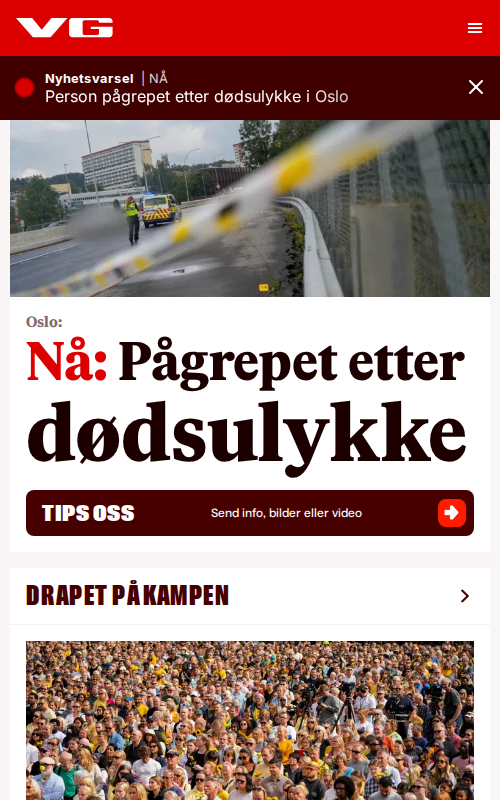 VG
Nyhetsvarsel | NÅ
Person pågrepet etter dødsulykke i Oslo
Oslo:
Nå: Pågrepet etter
dødsulykke
TIPS OSS
Send info, bilder eller video
DRAPET PÅ KAMPEN